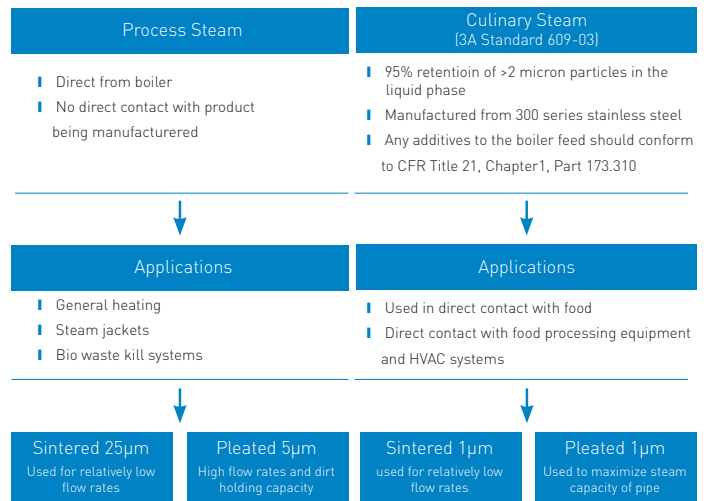 Process Steam
Direct from boiler
No direct contact with product
being manufacturered
Applications
General heating
Steam jackets
Bio waste kill systems
Sintered 25µm
Used for relatively low
flow rates
Pleated 5µm
High flow rates and dirt
holding capacity
Culinary Steam
(3A Standard 609-03)
95% retentioin of >2 micron particles in the
liquid phase
Manufactured from 300 series stainless steel
Any additives to the boiler feed should conform
to CFR Title 21, Chapter1, Part 173.310
Applications
Used in direct contact with food
Direct contact with food processing equipment
and HVAC systems
Sintered 1µm
used for relatively low
flow rates
Pleated 1µm
Used to maximize steam
capacity of pipe